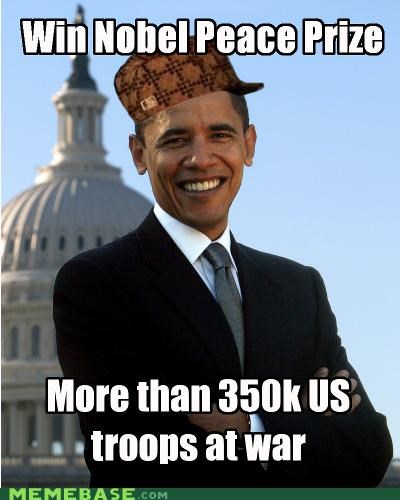 Win Nobel Peace Prize
More than 350k US
troops at war
MEMEBASE.COM